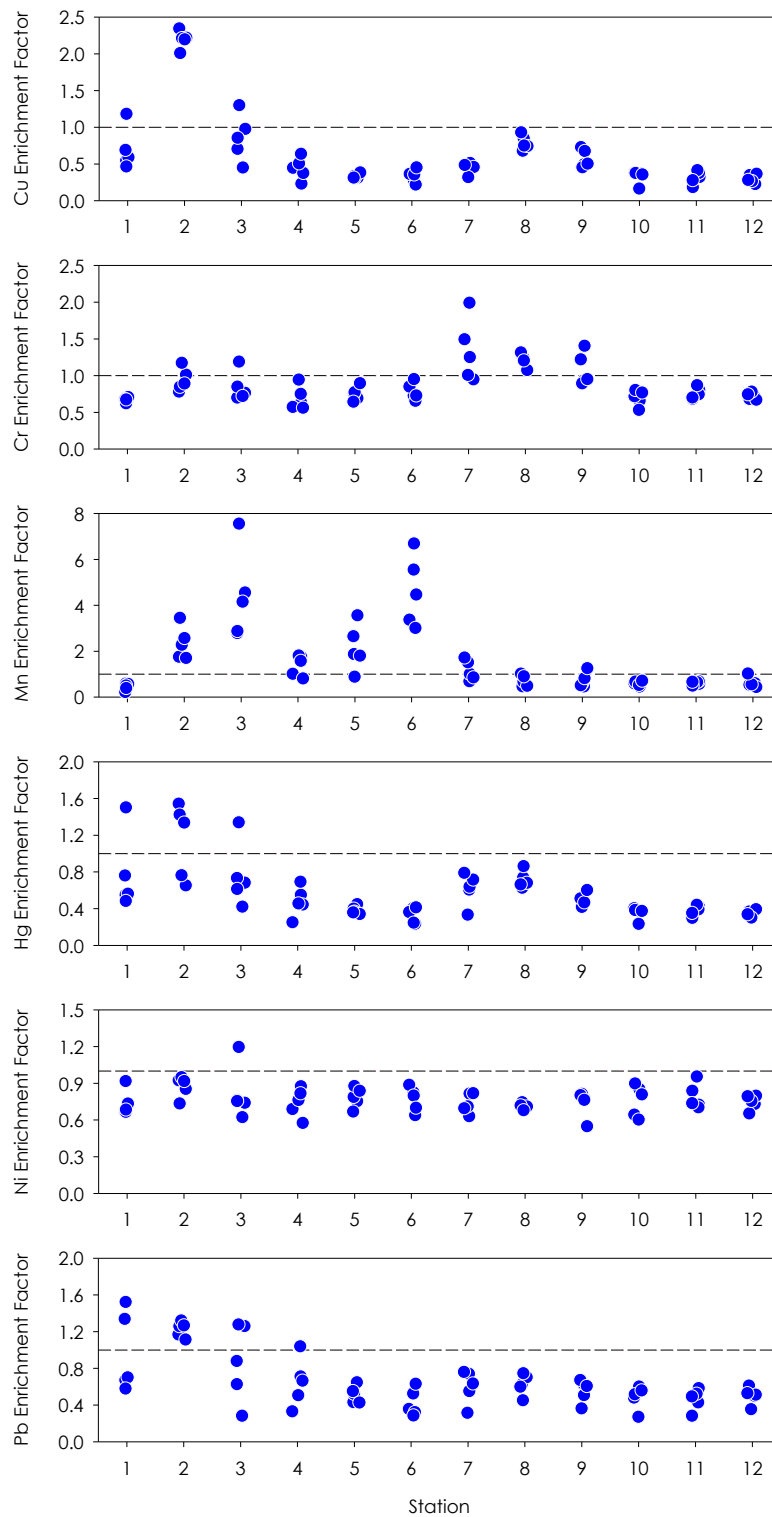 Cu Enrichment Factor
2.5
2.0
1.5
1.0
0.5
0.0
1 2 3 4 5 6 7 8 9 10 11 12
Cr Enrichment Factor
2.5
2.0
1.5
1.0
0.5
0.0
1 2 3 4 5 6 7 8 9 10 11 12
Mn Enrichment Factor
8
6
4
2
0
1 2 3 4 5 6 7 8 9 10 11 12
Hg Enrichment Factor
2.0
1.6
1.2
0.8
0.4
0.0
1 2 3 4 5 6 7 8 9 10 11 12
Ni Enrichment Factor
1.5
1.2
0.9
0.6
0.3
0.0
1 2 3 4 5 6 7 8 9 10 11 12
Pb Enrichment Factor
2.0
1.6
1.2
0.8
0.4
0.0
1 2 3 4 5 6 7 8 9 10 11 12
Station